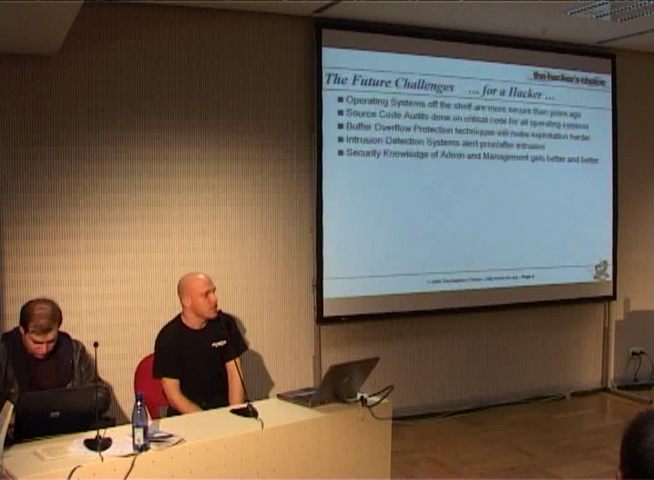 the hacker's choice
The Future Challenges ... for a Hacker ...
■ Operating Systems off the shelf are more secure than years ago
■ Source Code Audits done on critical code for all operating systems
■ Buffer Overflow Protection techniques will make exploitation harder
■ Intrusion Detection Systems alert prior/after intrusion
■ Security Knowledge of Admin and Management gets better and better